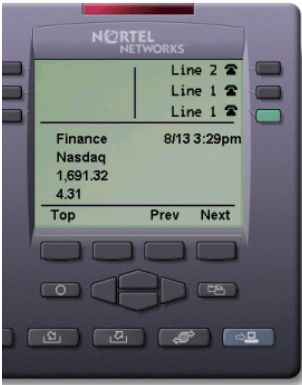 NORTEL
NETWORKS
Line 2
Line 1
Line 1
Finance 8/13 3:29pm
Nasdaq
1,691.32
4.31
Top Prev Next